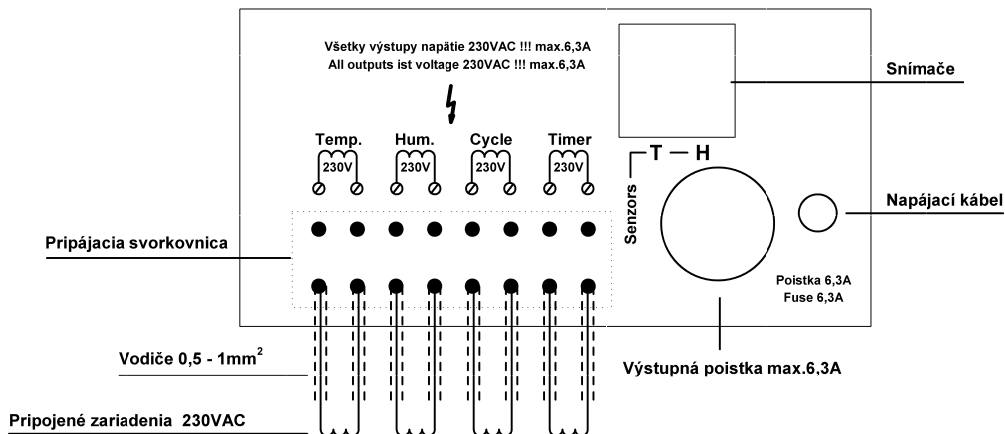 Všetky výstupy napätie 230VAC !!! max.6,3A
All outputs ist voltage 230VAC !!! max.6,3A
Snímače
Temp. Hum. Cycle Timer
230V 230V 230V 230V
T H
Senzors
Napájací kábel
Pripájacia svorkovnica
Poistka 6,3A
Fuse 6,3A
Vodiče 0,5 - 1mm²
Výstupná poistka max.6,3A
Pripojené zariadenia 230VAC